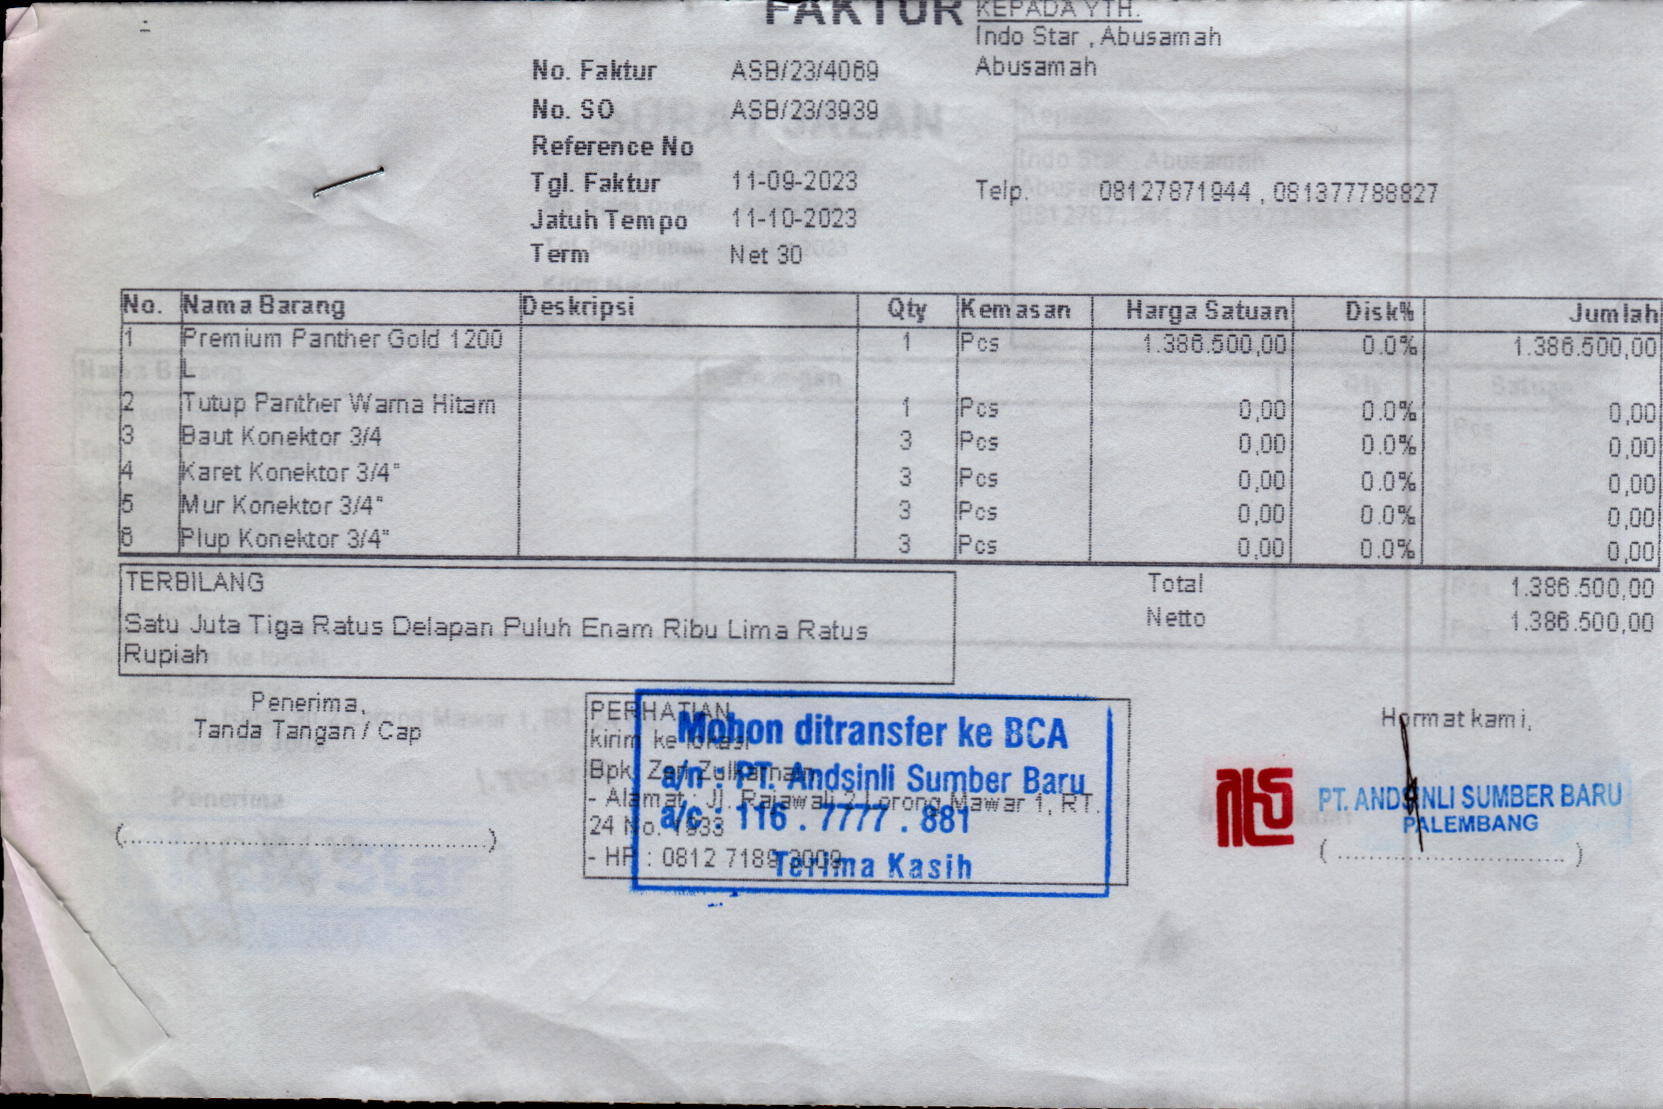 FAKTUR
KEPADA YTH.
Indo Star , Abusamah
Abusamah
No. Faktur ASB/23/4069
No. SO ASB/23/3939
Reference No
Tgl. Faktur 11-09-2023
Telp. 08127871944 , 081377788827
Jatuh Tempo 11-10-2023
Term Net 30
No. Nama Barang Deskripsi Qty Kemasan Harga Satuan Disk% Jumlah
1 Premium Panther Gold 1200 1 Pcs 1.386.500,00 0.0% 1.386.500,00
L
2 Tutup Panther Warna Hitam 1 Pcs 0,00 0.0% 0,00
3 Baut Konektor 3/4 3 Pcs 0,00 0.0% 0,00
4 Karet Konektor 3/4" 3 Pcs 0,00 0.0% 0,00
5 Mur Konektor 3/4" 3 Pcs 0,00 0.0% 0,00
6 Plup Konektor 3/4" 3 Pcs 0,00 0.0% 0,00
TERBILANG
Satu Juta Tiga Ratus Delapan Puluh Enam Ribu Lima Ratus
Rupiah
Total 1.386.500,00
Netto 1.386.500,00
Penerima,
Tanda Tangan / Cap
(..........................................)
PERHATIAN
kirim ke lokasi
Bpk. Zen Zulkarnain
- Alamat : Jl. Rajawali 2 Lorong Mawar 1, RT.
24 No. 1933
- HP : 0812 7189 3009
Mohon ditransfer ke BCA
a/n : PT. Andsinli Sumber Baru
a/c : 116 . 7777 . 881
Terima Kasih
Hormat kami,
ALS
PT. ANDSINLI SUMBER BARU
PALEMBANG
( ............................ )